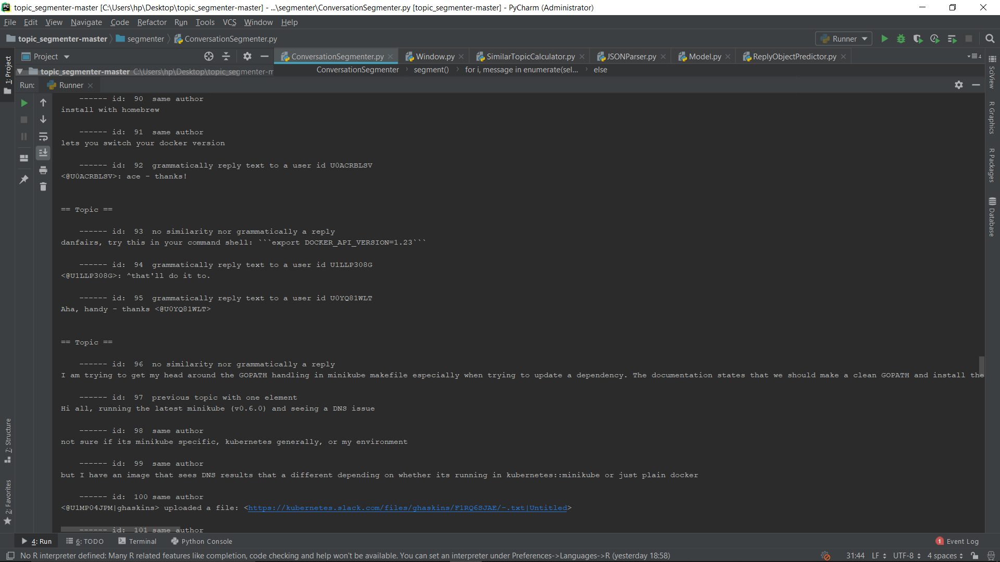 topic_segmenter-master [C:\Users\hp\Desktop\topic_segmenter-master] - ...\segmenter\ConversationSegmenter.py [topic_segmenter-master] - PyCharm (Administrator)
File Edit View Navigate Code Refactor Run Tools VCS Window Help
topic_segmenter-master segmenter ConversationSegmenter.py Runner
Project ConversationSegmenter.py Window.py SimilarTopicCalculator.py JSONParser.py Model.py ReplyObjectPredictor.py 4
topic_segmenter-master C:\Users\hp\Desktop\topic_segmenter-m ConversationSegmenter segment() for i, message in enumerate(sel... else
Run: Runner
------ id: 90 same author
install with homebrew
------ id: 91 same author
lets you switch your docker version
------ id: 92 grammatically reply text to a user id U0ACRBLSV
<@U0ACRBLSV>: ace - thanks!
== Topic ==
------ id: 93 no similarity nor grammatically a reply
danfairs, try this in your command shell: ```export DOCKER_API_VERSION=1.23```
------ id: 94 grammatically reply text to a user id U1LLP308G
<@U1LLP308G>: ^that'll do it to.
------ id: 95 grammatically reply text to a user id U0YQ81WLT
Aha, handy - thanks <@U0YQ81WLT>
== Topic ==
------ id: 96 no similarity nor grammatically a reply
I am trying to get my head around the GOPATH handling in minikube makefile especially when trying to update a dependency. The documentation states that we should make a clean GOPATH and install the
------ id: 97 previous topic with one element
Hi all, running the latest minikube (v0.6.0) and seeing a DNS issue
------ id: 98 same author
not sure if its minikube specific, kubernetes generally, or my environment
------ id: 99 same author
but I have an image that sees DNS results that a different depending on whether its running in kubernetes::minikube or just plain docker
------ id: 100 same author
<@U1MP04JPM|ghaskins> uploaded a file: <https://kubernetes.slack.com/files/ghaskins/F1RQ6SJAE/-.txt|Untitled>
------ id: 101 same author
1: Project
7: Structure
2: Favorites
SciView
R Graphics
R Packages
Database
4: Run 6: TODO Terminal Python Console 1 Event Log
No R interpreter defined: Many R related features like completion, code checking and help won't be available. You can set an interpreter under Preferences->Languages->R (yesterday 18:58) 31:44 LF UTF-8 4 spaces